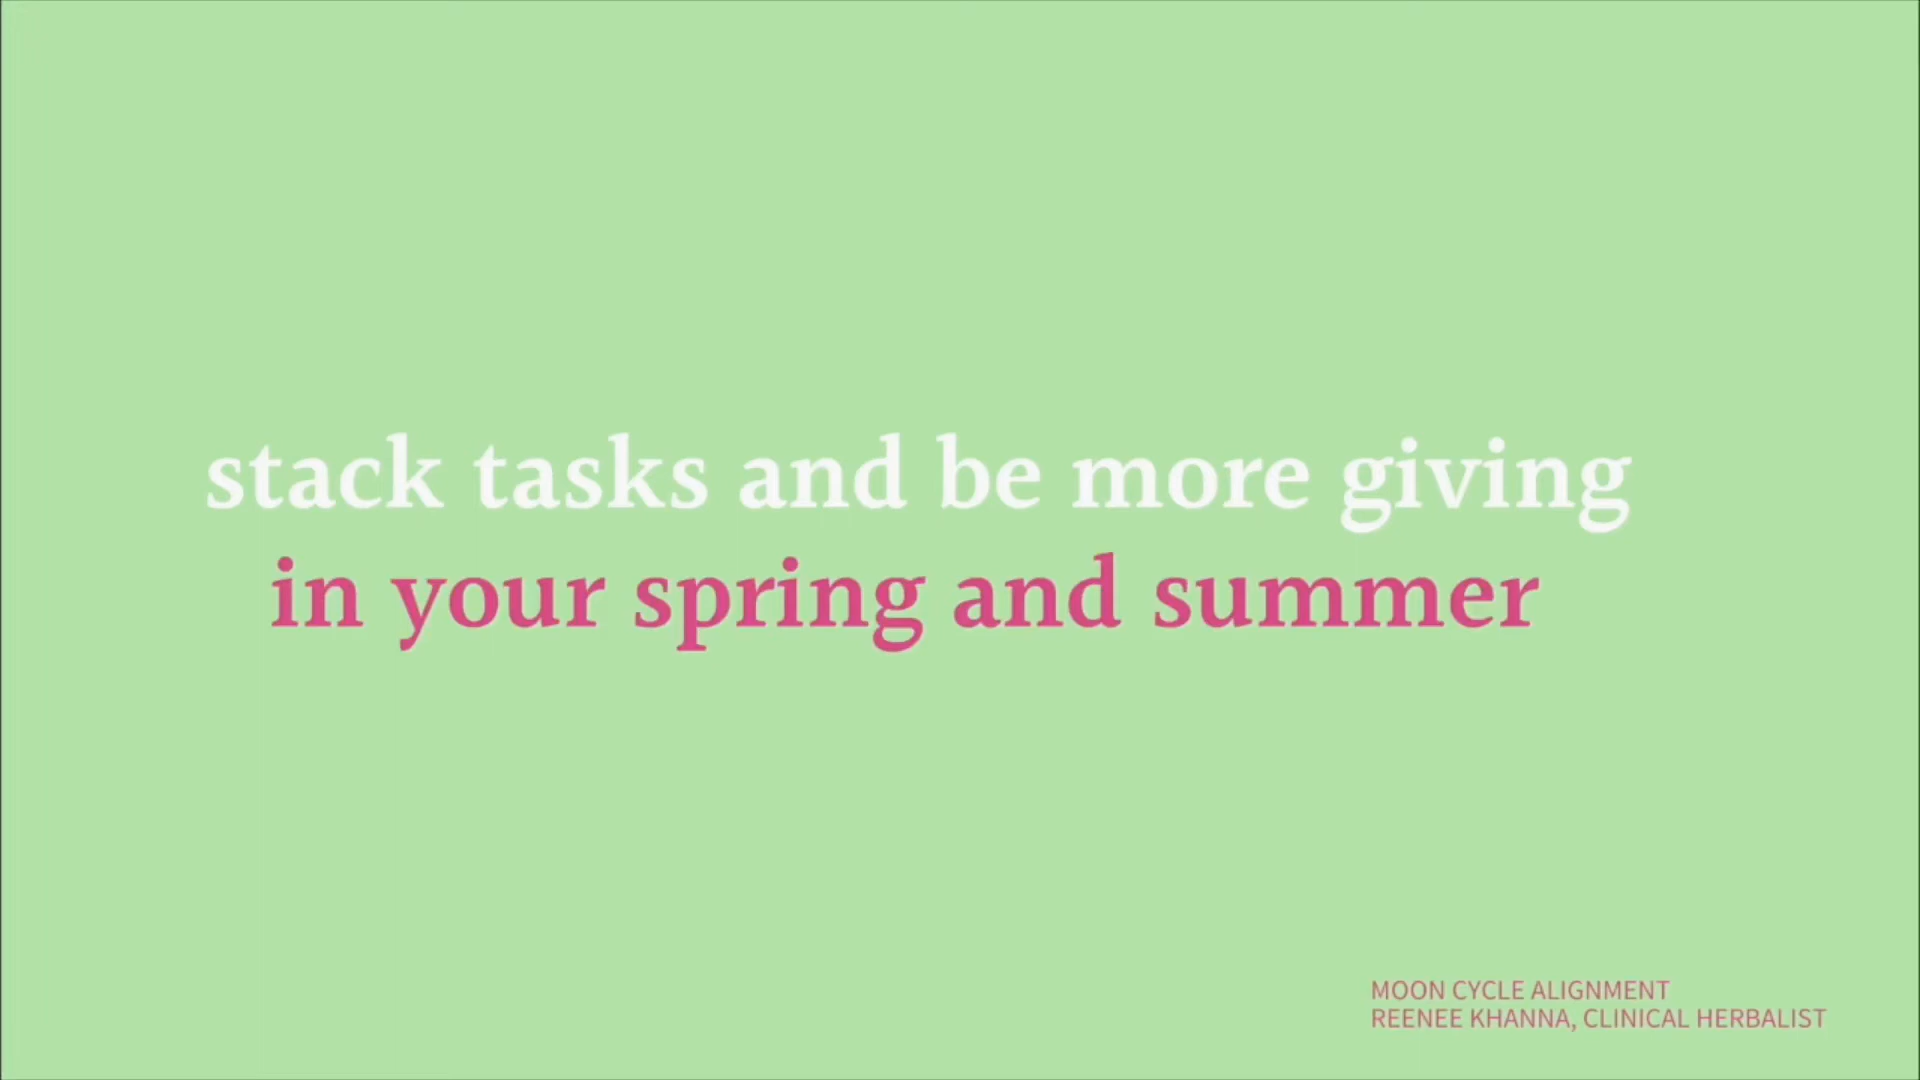 stack tasks and be more giving
in your spring and summer
MOON CYCLE ALIGNMENT
REENEE KHANNA, CLINICAL HERBALIST